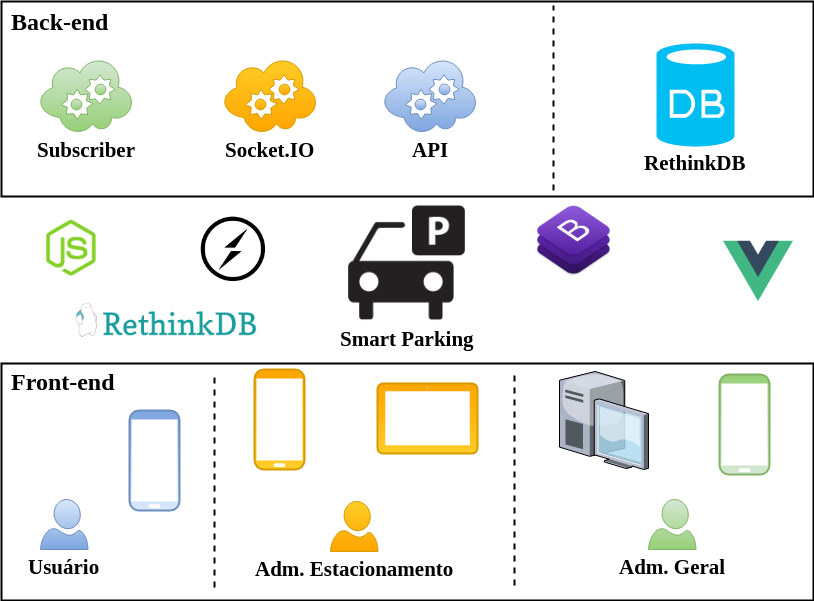 Back-end
DB
Subscriber
Socket.IO
API
RethinkDB
JS
P
B
RethinkDB
Smart Parking
Front-end
Usuário
Adm. Estacionamento
Adm. Geral